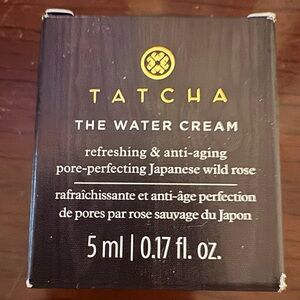 TATCHA
THE WATER CREAM
refreshing & anti-aging
pore-perfecting Japanese wild rose
rafraîchissante et anti-âge perfection
de pores par rose sauvage du Japon
5 ml | 0.17 fl. oz.